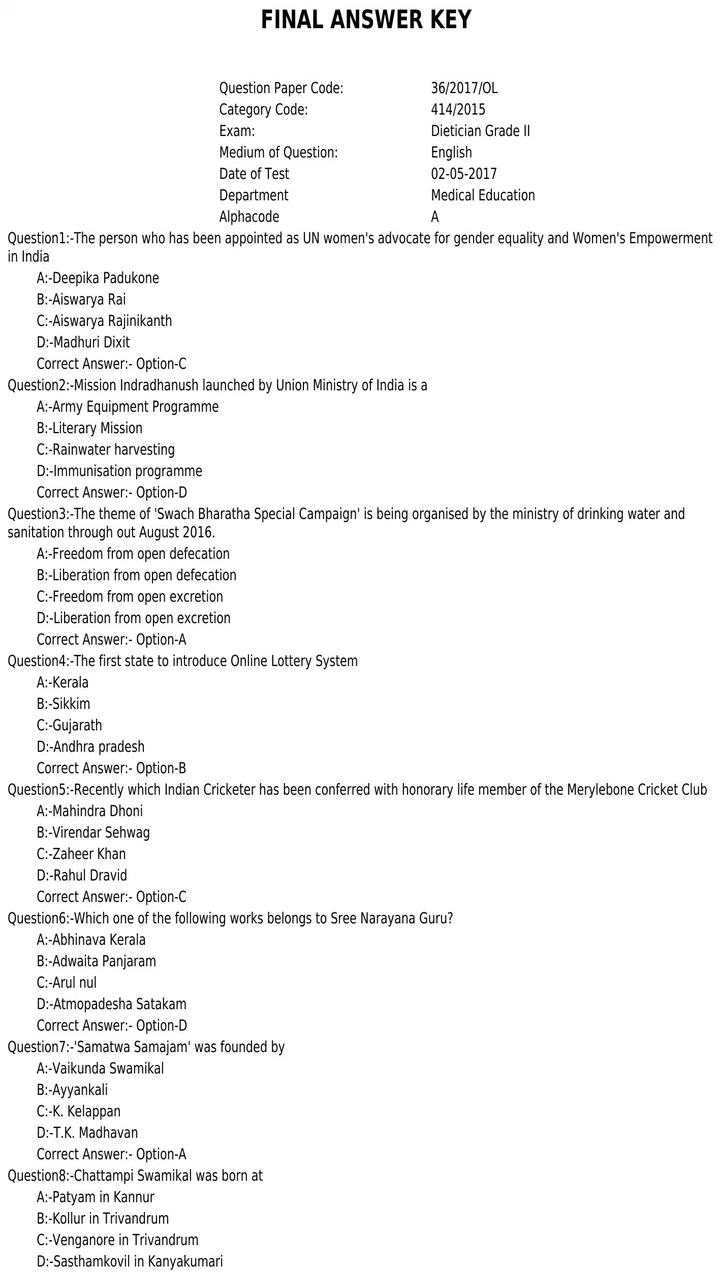 FINAL ANSWER KEY
Question Paper Code: 36/2017/OL
Category Code: 414/2015
Exam: Dietician Grade II
Medium of Question: English
Date of Test 02-05-2017
Department Medical Education
Alphacode A
Question1:-The person who has been appointed as UN women's advocate for gender equality and Women's Empowerment
in India
A:-Deepika Padukone
B:-Aiswarya Rai
C:-Aiswarya Rajinikanth
D:-Madhuri Dixit
Correct Answer:- Option-C
Question2:-Mission Indradhanush launched by Union Ministry of India is a
A:-Army Equipment Programme
B:-Literary Mission
C:-Rainwater harvesting
D:-Immunisation programme
Correct Answer:- Option-D
Question3:-The theme of 'Swach Bharatha Special Campaign' is being organised by the ministry of drinking water and
sanitation through out August 2016.
A:-Freedom from open defecation
B:-Liberation from open defecation
C:-Freedom from open excretion
D:-Liberation from open excretion
Correct Answer:- Option-A
Question4:-The first state to introduce Online Lottery System
A:-Kerala
B:-Sikkim
C:-Gujarath
D:-Andhra pradesh
Correct Answer:- Option-B
Question5:-Recently which Indian Cricketer has been conferred with honorary life member of the Merylebone Cricket Club
A:-Mahindra Dhoni
B:-Virendar Sehwag
C:-Zaheer Khan
D:-Rahul Dravid
Correct Answer:- Option-C
Question6:-Which one of the following works belongs to Sree Narayana Guru?
A:-Abhinava Kerala
B:-Adwaita Panjaram
C:-Arul nul
D:-Atmopadesha Satakam
Correct Answer:- Option-D
Question7:-'Samatwa Samajam' was founded by
A:-Vaikunda Swamikal
B:-Ayyankali
C:-K. Kelappan
D:-T.K. Madhavan
Correct Answer:- Option-A
Question8:-Chattampi Swamikal was born at
A:-Patyam in Kannur
B:-Kollur in Trivandrum
C:-Venganore in Trivandrum
D:-Sasthamkovil in Kanyakumari